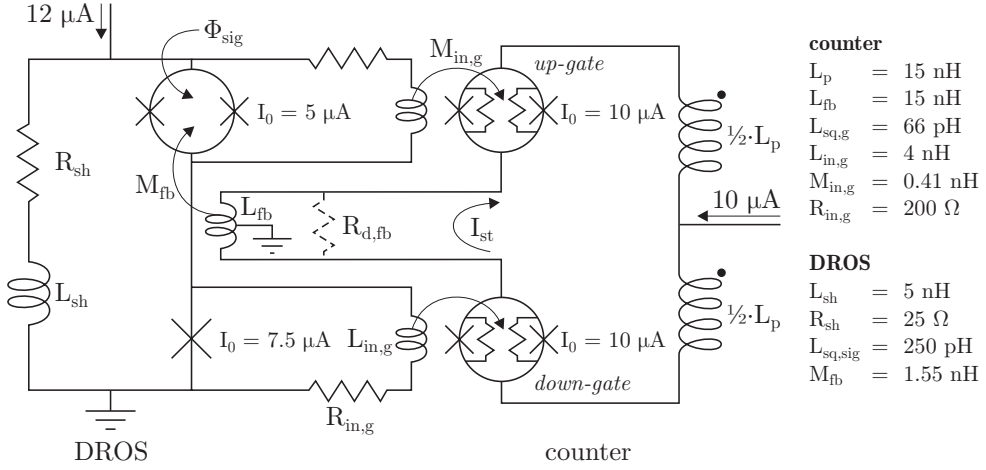 12 μA
Φsig
Min,g
up-gate
I0 = 5 μA
I0 = 10 μA
½·Lp
Rsh
Mfb
Lfb
Rd,fb
Ist
10 μA
Lsh
I0 = 7.5 μA
Lin,g
I0 = 10 μA
½·Lp
down-gate
Rin,g
DROS
counter
counter
Lp = 15 nH
Lfb = 15 nH
Lsq,g = 66 pH
Lin,g = 4 nH
Min,g = 0.41 nH
Rin,g = 200 Ω
DROS
Lsh = 5 nH
Rsh = 25 Ω
Lsq,sig = 250 pH
Mfb = 1.55 nH